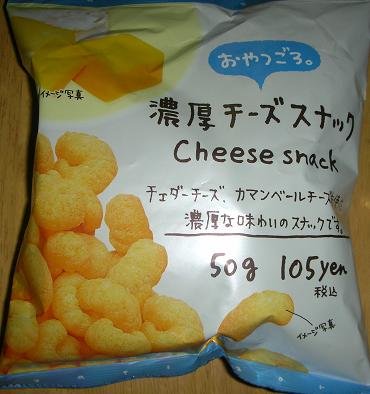 おやつごろ。
イメージ写真
濃厚チーズスナック
Cheese snack
チェダーチーズ、カマンベールチーズ
濃厚な味わいのスナックです。
50g 105yen
税込
イメージ写真